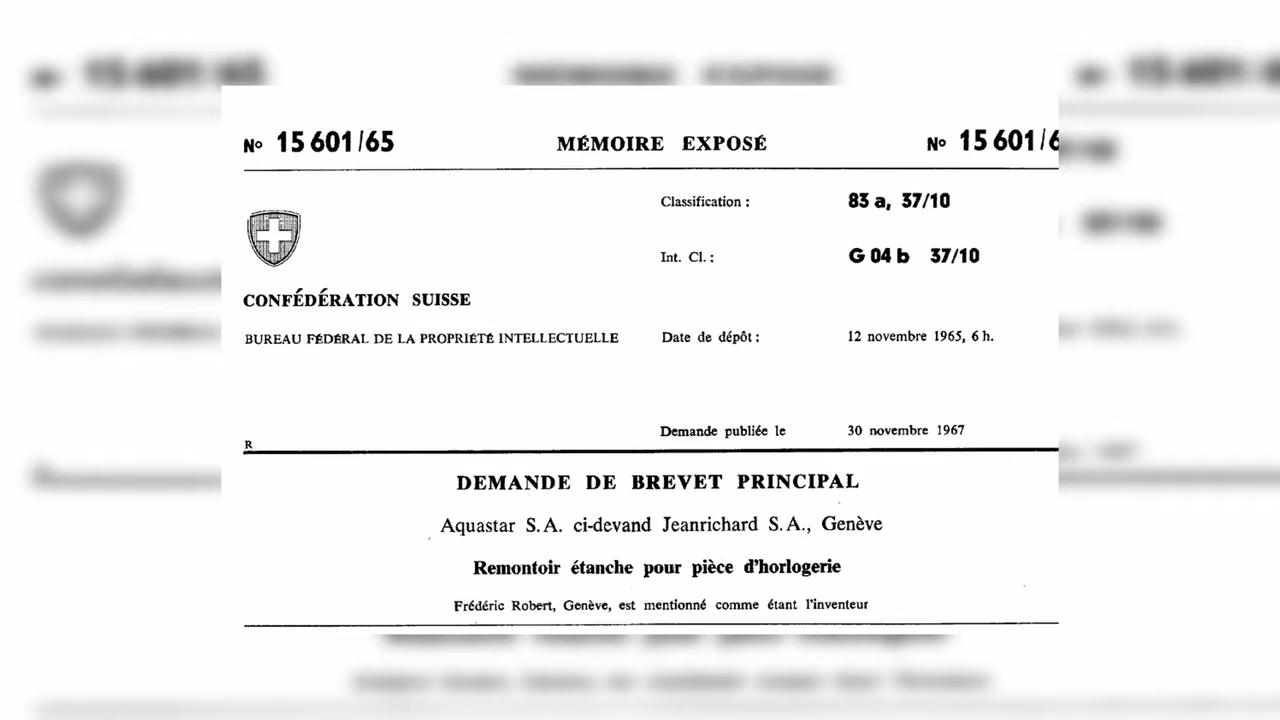 Nº 15 601/65 MÉMOIRE EXPOSÉ Nº 15 601/6
Classification : 83 a, 37/10
Int. Cl. : G 04 b 37/10
CONFÉDÉRATION SUISSE
BUREAU FÉDÉRAL DE LA PROPRIÉTÉ INTELLECTUELLE Date de dépôt : 12 novembre 1965, 6 h.
Demande publiée le 30 novembre 1967
R
DEMANDE DE BREVET PRINCIPAL
Aquastar S.A. ci-devand Jeanrichard S.A., Genève
Remontoir étanche pour pièce d'horlogerie
Frédéric Robert, Genève, est mentionné comme étant l'inventeur